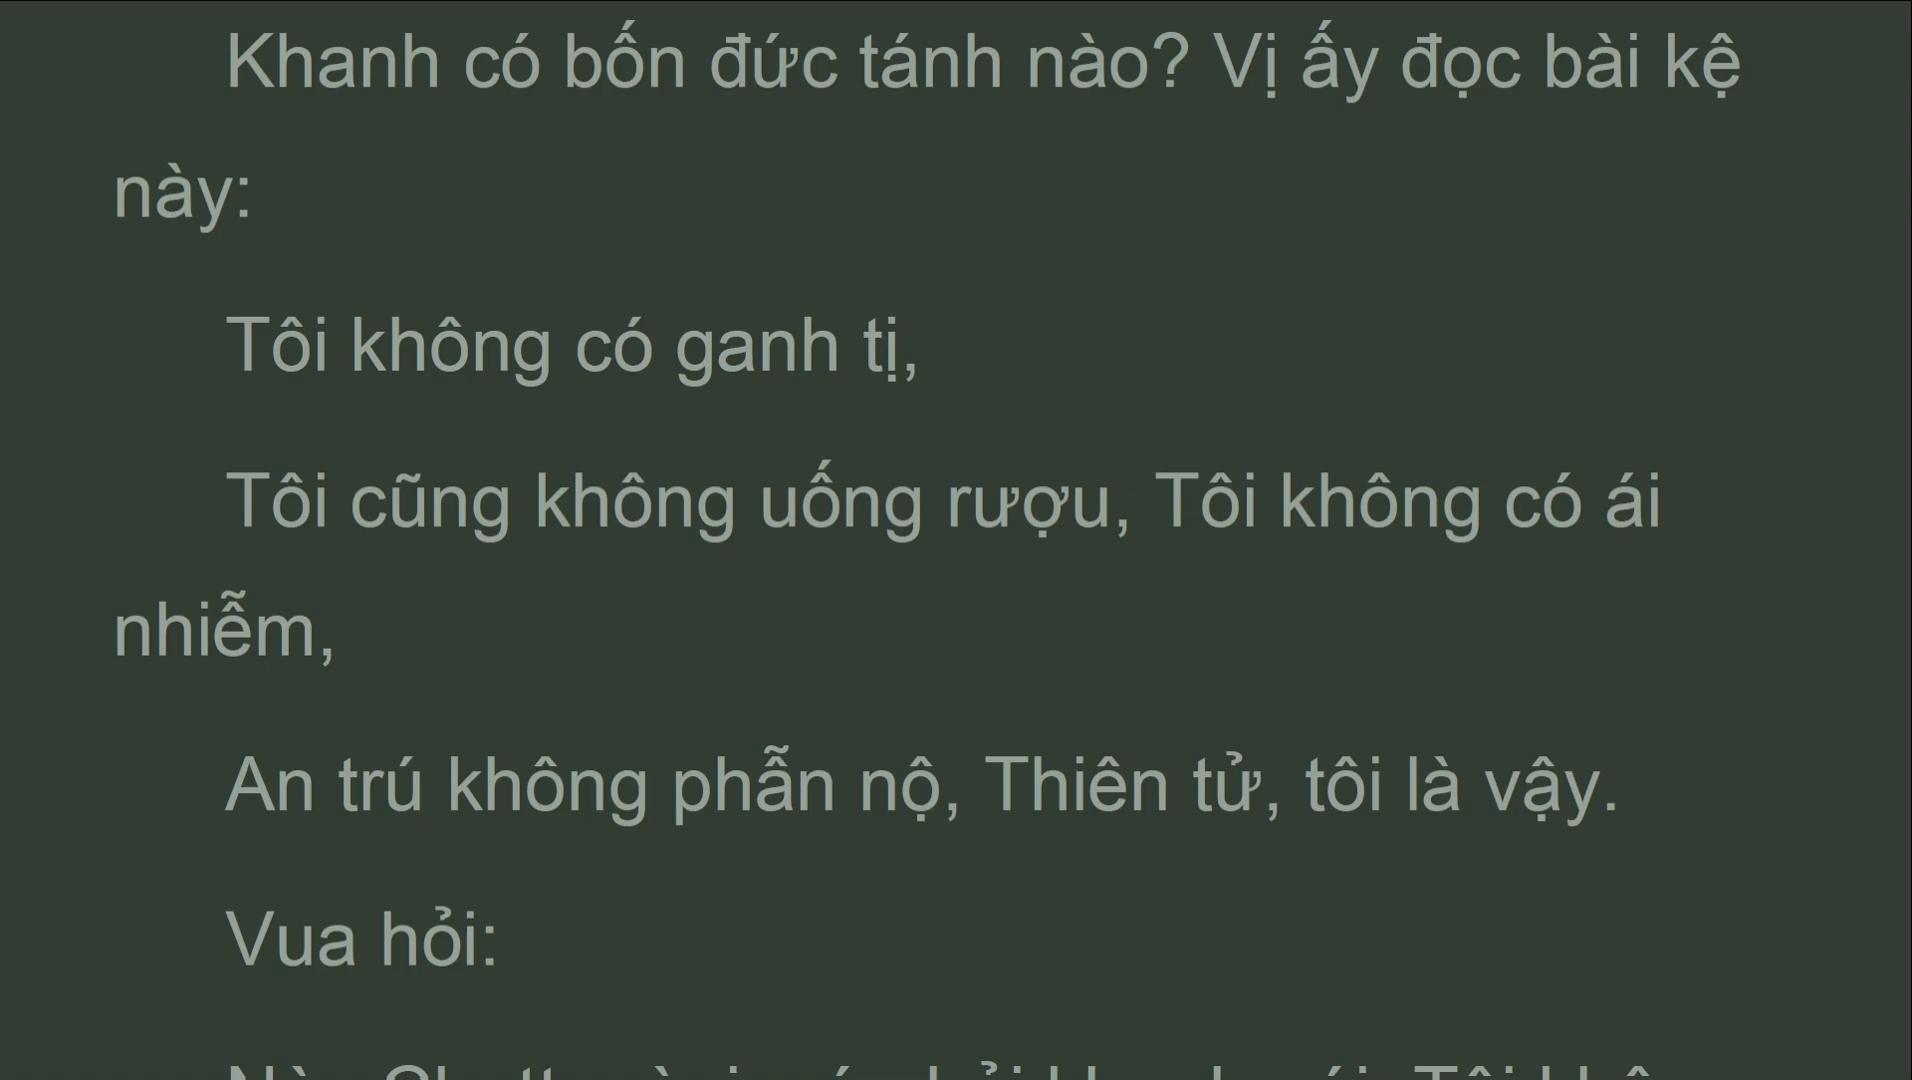 Khanh có bốn đức tánh nào? Vị ấy đọc bài kệ
này:
Tôi không có ganh tị,
Tôi cũng không uống rượu, Tôi không có ái
nhiễm,
An trú không phẫn nộ, Thiên tử, tôi là vậy.
Vua hỏi: